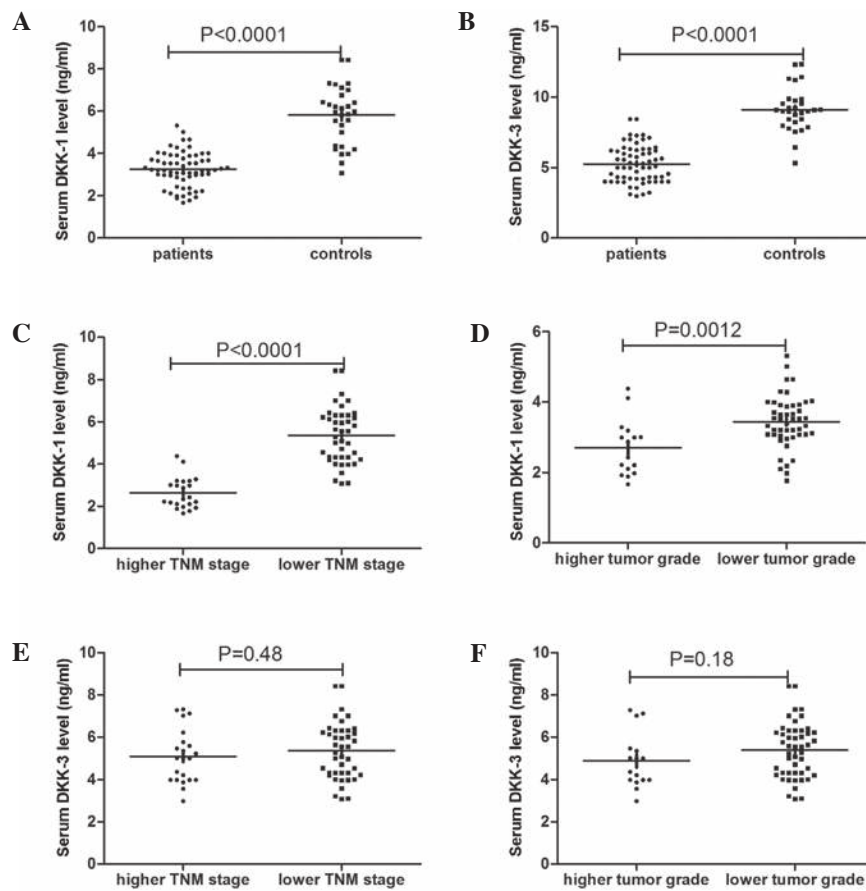 A
Serum DKK-1 level (ng/ml)
10
8
6
4
2
0
P<0.0001
patients
controls
B
Serum DKK-3 level (ng/ml)
15
10
5
0
P<0.0001
patients
controls
C
Serum DKK-1 level (ng/ml)
10
8
6
4
2
0
P<0.0001
higher TNM stage
lower TNM stage
D
Serum DKK-1 level (ng/ml)
6
4
2
0
P=0.0012
higher tumor grade
lower tumor grade
E
Serum DKK-3 level (ng/ml)
10
8
6
4
2
0
P=0.48
higher TNM stage
lower TNM stage
F
Serum DKK-3 level (ng/ml)
10
8
6
4
2
0
P=0.18
higher tumor grade
lower tumor grade